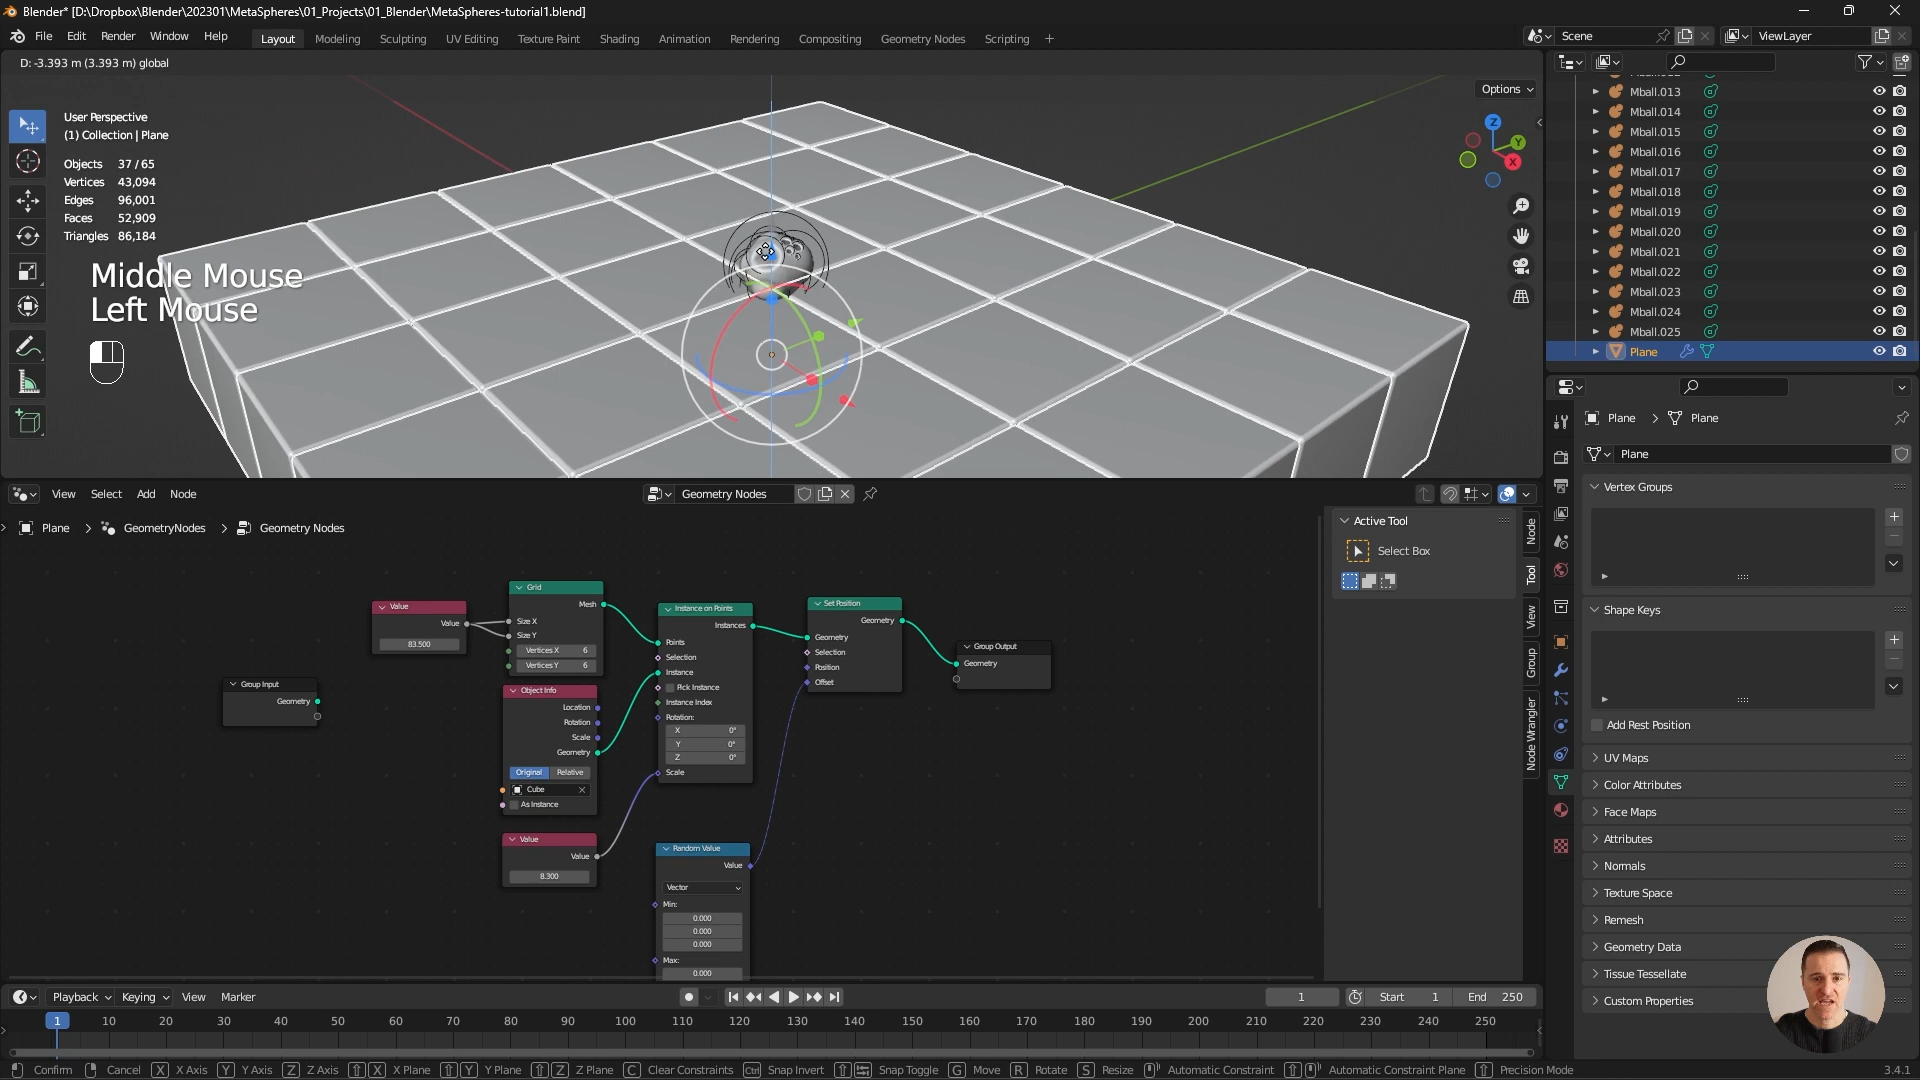 Blender* [D:\Dropbox\Blender\202301\MetaSpheres\01_Projects\01_Blender\MetaSpheres-tutorial1.blend]
File Edit Render Window Help Layout Modeling Sculpting UV Editing Texture Paint Shading Animation Rendering Compositing Geometry Nodes Scripting + Scene ViewLayer
D: -3.393 m (3.393 m) global
Options
User Perspective
(1) Collection | Plane
Objects 37 / 65
Vertices 43,094
Edges 96,001
Faces 52,909
Triangles 86,184
Middle Mouse
Left Mouse
Z
Y
X
Mball.013
Mball.014
Mball.015
Mball.016
Mball.017
Mball.018
Mball.019
Mball.020
Mball.021
Mball.022
Mball.023
Mball.024
Mball.025
Plane
Plane > Plane
Plane
Vertex Groups
Shape Keys
Add Rest Position
UV Maps
Color Attributes
Face Maps
Attributes
Normals
Texture Space
Remesh
Geometry Data
Tissue Tessellate
Custom Properties
View Select Add Node Geometry Nodes
Plane > GeometryNodes > Geometry Nodes
Active Tool
Select Box
Node
Tool
View
Group
Node Wrangler
Group Input
Geometry
Value
Value
83.500
Grid
Mesh
Size X
Size Y
Vertices X 6
Vertices Y 6
Object Info
Location
Rotation
Scale
Geometry
Original Relative
Cube
As Instance
Value
Value
8.300
Instance on Points
Instances
Points
Selection
Instance
Pick Instance
Instance Index
Rotation:
X 0°
Y 0°
Z 0°
Scale
Random Value
Value
Vector
Min:
0.000
0.000
0.000
Max:
0.000
Set Position
Geometry
Geometry
Selection
Position
Offset
Group Output
Geometry
Playback Keying View Marker 1 Start 1 End 250
1 10 20 30 40 50 60 70 80 90 100 110 120 130 140 150 160 170 180 190 200 210 220 230 240 250
Confirm Cancel X X Axis Y Y Axis Z Z Axis X X Plane Y Y Plane Z Z Plane C Clear Constraints Ctrl Snap Invert Snap Toggle G Move R Rotate S Resize Automatic Constraint Automatic Constraint Plane Precision Mode 3.4.1